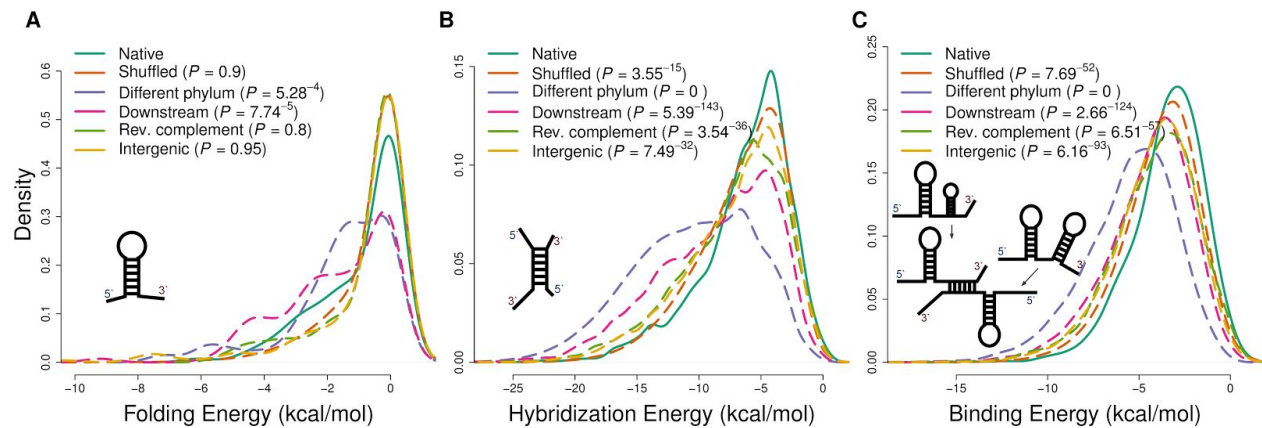 A
Native
Shuffled (P = 0.9)
Different phylum (P = 5.28⁻⁴)
Downstream (P = 7.74⁻⁵)
Rev. complement (P = 0.8)
Intergenic (P = 0.95)
Density
0.6
0.5
0.4
0.3
0.2
0.1
0.0
5` 3`
−10 −8 −6 −4 −2 0
Folding Energy (kcal/mol)
B
Native
Shuffled (P = 3.55⁻¹⁵)
Different phylum (P = 0 )
Downstream (P = 5.39⁻¹⁴³)
Rev. complement (P = 3.54⁻³⁶)
Intergenic (P = 7.49⁻³²)
0.15
0.10
0.05
0.00
5` 3`
3` 5`
−25 −20 −15 −10 −5 0
Hybridization Energy (kcal/mol)
C
Native
Shuffled (P = 7.69⁻⁵²)
Different phylum (P = 0 )
Downstream (P = 2.66⁻¹²⁴)
Rev. complement (P = 6.51⁻⁵⁷)
Intergenic (P = 6.16⁻⁹³)
0.25
0.20
0.15
0.10
0.05
0.00
5` 3`
5` 3`
5` 3`
3` 5`
−15 −10 −5 0
Binding Energy (kcal/mol)